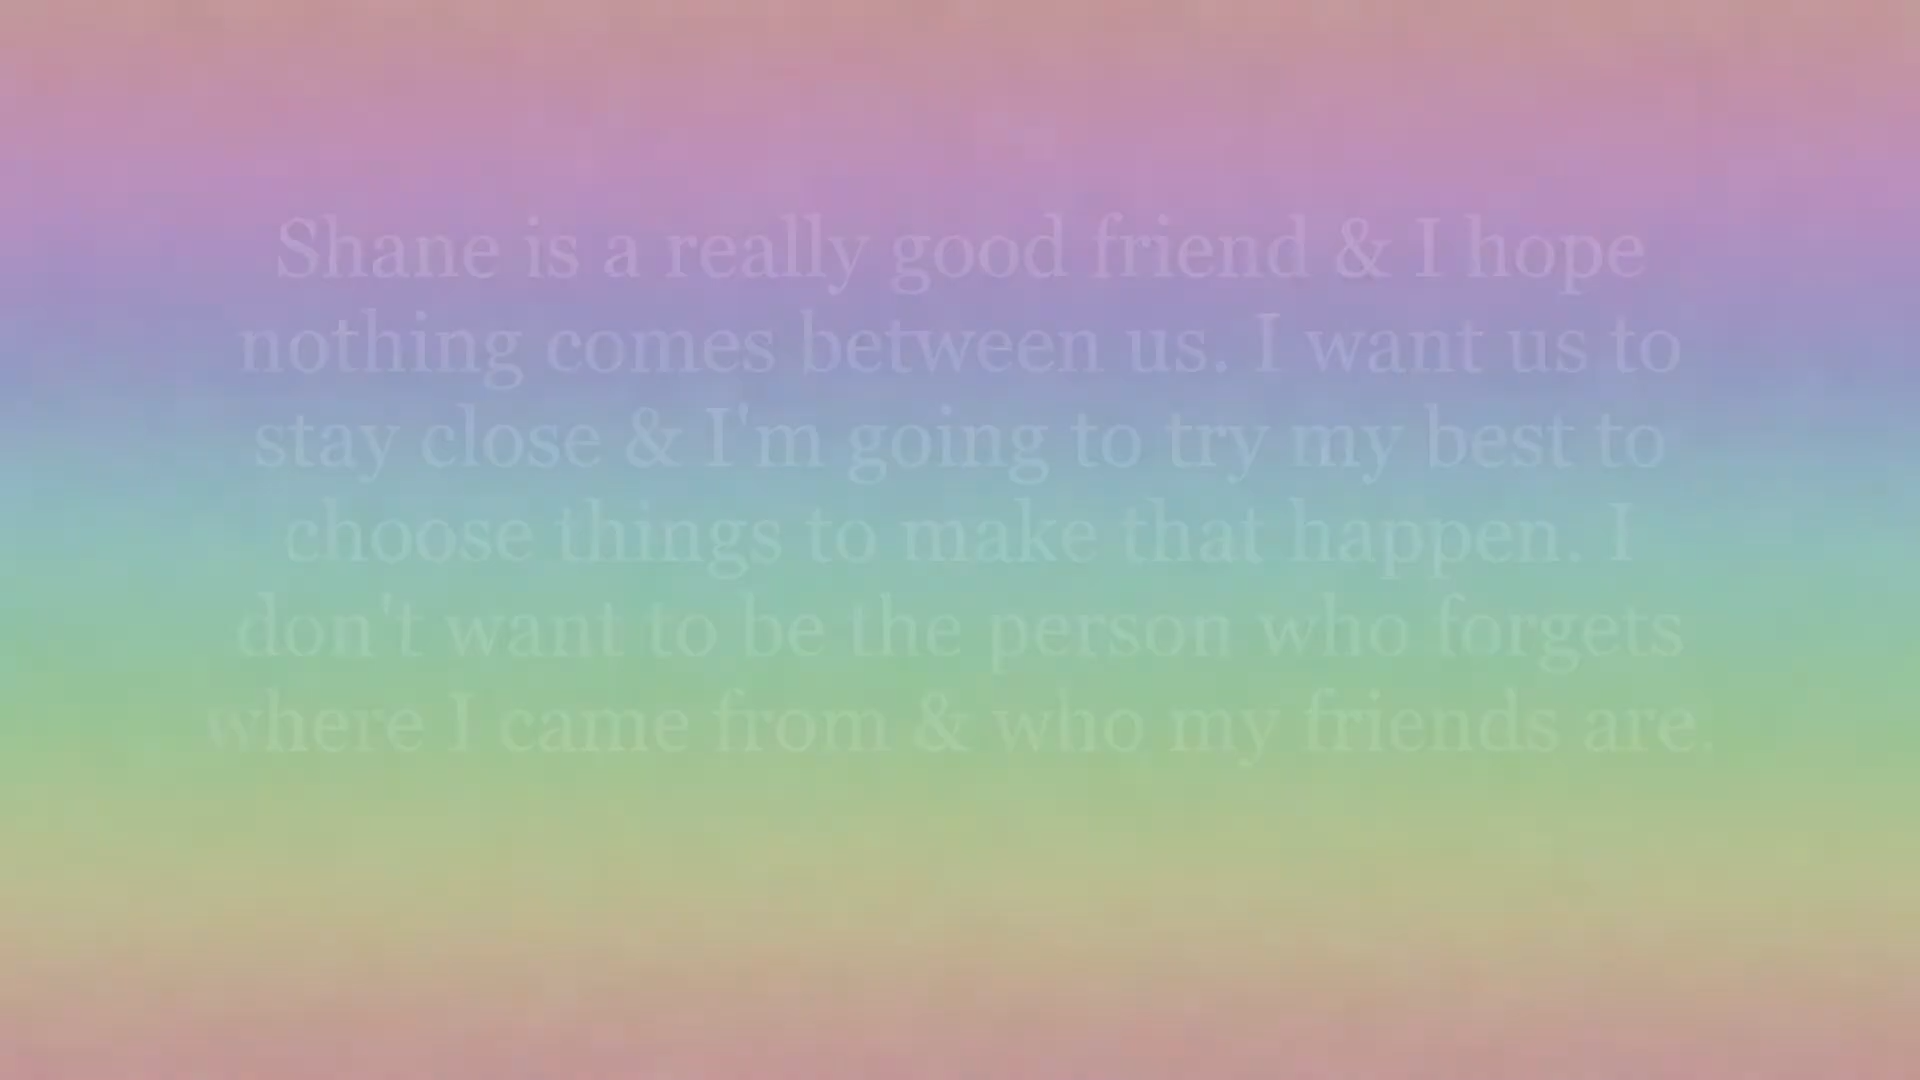 Shane is a really good friend & I hope
nothing comes between us. I want us to
stay close & I'm going to try my best to
choose things to make that happen. I
don't want to be the person who forgets
where I came from & who my friends are.